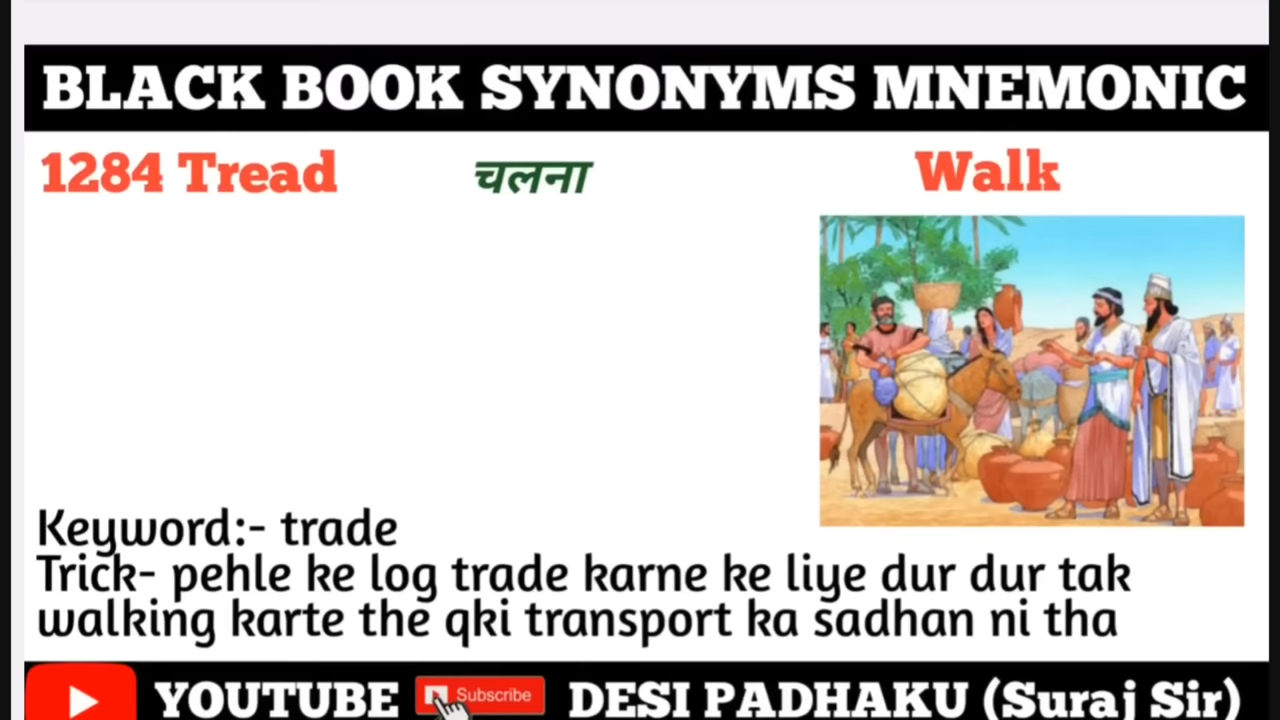 BLACK BOOK SYNONYMS MNEMONIC
1284 Tread चलना Walk
Keyword:- trade
Trick- pehle ke log trade karne ke liye dur dur tak
walking karte the qki transport ka sadhan ni tha
YOUTUBE Subscribe DESI PADHAKU (Suraj Sir)